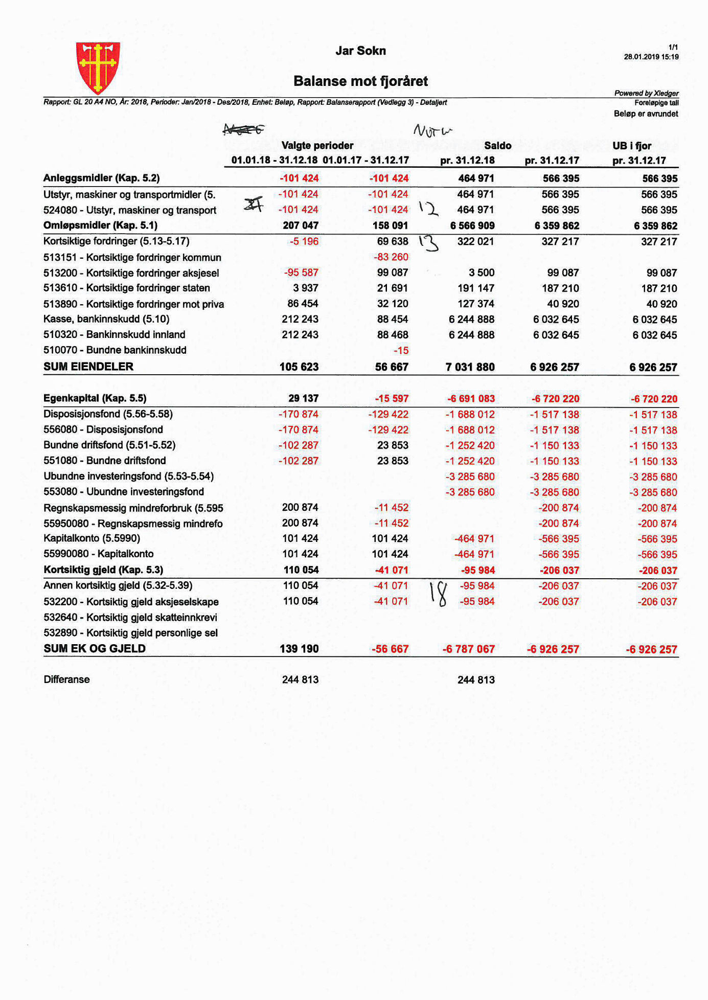 Jar Sokn
1/1
28.01.2019 15:19
Balanse mot fjoråret
Powered by Xledger
Rapport: GL 20 A4 NO, År: 2018, Perioder: Jan/2018 - Des/2018, Enhet: Beløp, Rapport: Balanserapport (Vedlegg 3) - Detaljert
Foreløpige tall
Beløp er avrundet
Valgte perioder Saldo UB i fjor
01.01.18 - 31.12.18 01.01.17 - 31.12.17 pr. 31.12.18 pr. 31.12.17 pr. 31.12.17
Anleggsmidler (Kap. 5.2) -101 424 -101 424 464 971 566 395 566 395
Utstyr, maskiner og transportmidler (5. -101 424 -101 424 464 971 566 395 566 395
524080 - Utstyr, maskiner og transport -101 424 -101 424 12 464 971 566 395 566 395
Omløpsmidler (Kap. 5.1) 207 047 158 091 6 566 909 6 359 862 6 359 862
Kortsiktige fordringer (5.13-5.17) -5 196 69 638 13 322 021 327 217 327 217
513151 - Kortsiktige fordringer kommun -83 260
513200 - Kortsiktige fordringer aksjesel -95 587 99 087 3 500 99 087 99 087
513610 - Kortsiktige fordringer staten 3 937 21 691 191 147 187 210 187 210
513890 - Kortsiktige fordringer mot priva 86 454 32 120 127 374 40 920 40 920
Kasse, bankinnskudd (5.10) 212 243 88 454 6 244 888 6 032 645 6 032 645
510320 - Bankinnskudd innland 212 243 88 468 6 244 888 6 032 645 6 032 645
510070 - Bundne bankinnskudd -15
SUM EIENDELER 105 623 56 667 7 031 880 6 926 257 6 926 257
Egenkapital (Kap. 5.5) 29 137 -15 597 -6 691 083 -6 720 220 -6 720 220
Disposisjonsfond (5.56-5.58) -170 874 -129 422 -1 688 012 -1 517 138 -1 517 138
556080 - Disposisjonsfond -170 874 -129 422 -1 688 012 -1 517 138 -1 517 138
Bundne driftsfond (5.51-5.52) -102 287 23 853 -1 252 420 -1 150 133 -1 150 133
551080 - Bundne driftsfond -102 287 23 853 -1 252 420 -1 150 133 -1 150 133
Ubundne investeringsfond (5.53-5.54) -3 285 680 -3 285 680 -3 285 680
553080 - Ubundne investeringsfond -3 285 680 -3 285 680 -3 285 680
Regnskapsmessig mindreforbruk (5.595 200 874 -11 452 -200 874 -200 874
55950080 - Regnskapsmessig mindrefo 200 874 -11 452 -200 874 -200 874
Kapitalkonto (5.5990) 101 424 101 424 -464 971 -566 395 -566 395
55990080 - Kapitalkonto 101 424 101 424 -464 971 -566 395 -566 395
Kortsiktig gjeld (Kap. 5.3) 110 054 -41 071 -95 984 -206 037 -206 037
Annen kortsiktig gjeld (5.32-5.39) 110 054 -41 071 18 -95 984 -206 037 -206 037
532200 - Kortsiktig gjeld aksjeselskape 110 054 -41 071 -95 984 -206 037 -206 037
532640 - Kortsiktig gjeld skatteinnkrevi
532890 - Kortsiktig gjeld personlige sel
SUM EK OG GJELD 139 190 -56 667 -6 787 067 -6 926 257 -6 926 257
Differanse 244 813 244 813